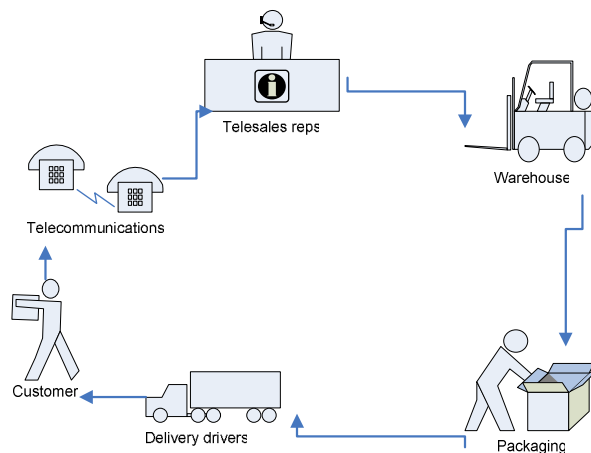 Telesales reps
Warehouse
Telecommunications
Customer
Delivery drivers
Packaging